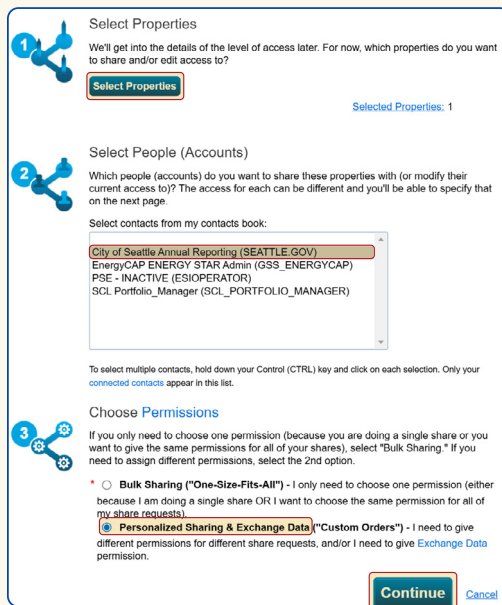 1
Select Properties
We'll get into the details of the level of access later. For now, which properties do you want
to share and/or edit access to?
Select Properties
Selected Properties: 1
2
Select People (Accounts)
Which people (accounts) do you want to share these properties with (or modify their
current access to)? The access for each can be different and you'll be able to specify that
on the next page.
Select contacts from my contacts book:
City of Seattle Annual Reporting (SEATTLE.GOV)
EnergyCAP ENERGY STAR Admin (GSS_ENERGYCAP)
PSE - INACTIVE (ESIOPERATOR)
SCL Portfolio_Manager (SCL_PORTFOLIO_MANAGER)
To select multiple contacts, hold down your Control (CTRL) key and click on each selection. Only your
connected contacts appear in this list.
3
Choose Permissions
If you only need to choose one permission (because you are doing a single share or you
want to give the same permissions for all of your shares), select "Bulk Sharing." If you
need to assign different permissions, select the 2nd option.
* Bulk Sharing ("One-Size-Fits-All") - I only need to choose one permission (either
because I am doing a single share OR I want to choose the same permission for all of
my share requests).
Personalized Sharing & Exchange Data ("Custom Orders") - I need to give
different permissions for different share requests, and/or I need to give Exchange Data
permission.
Continue
Cancel